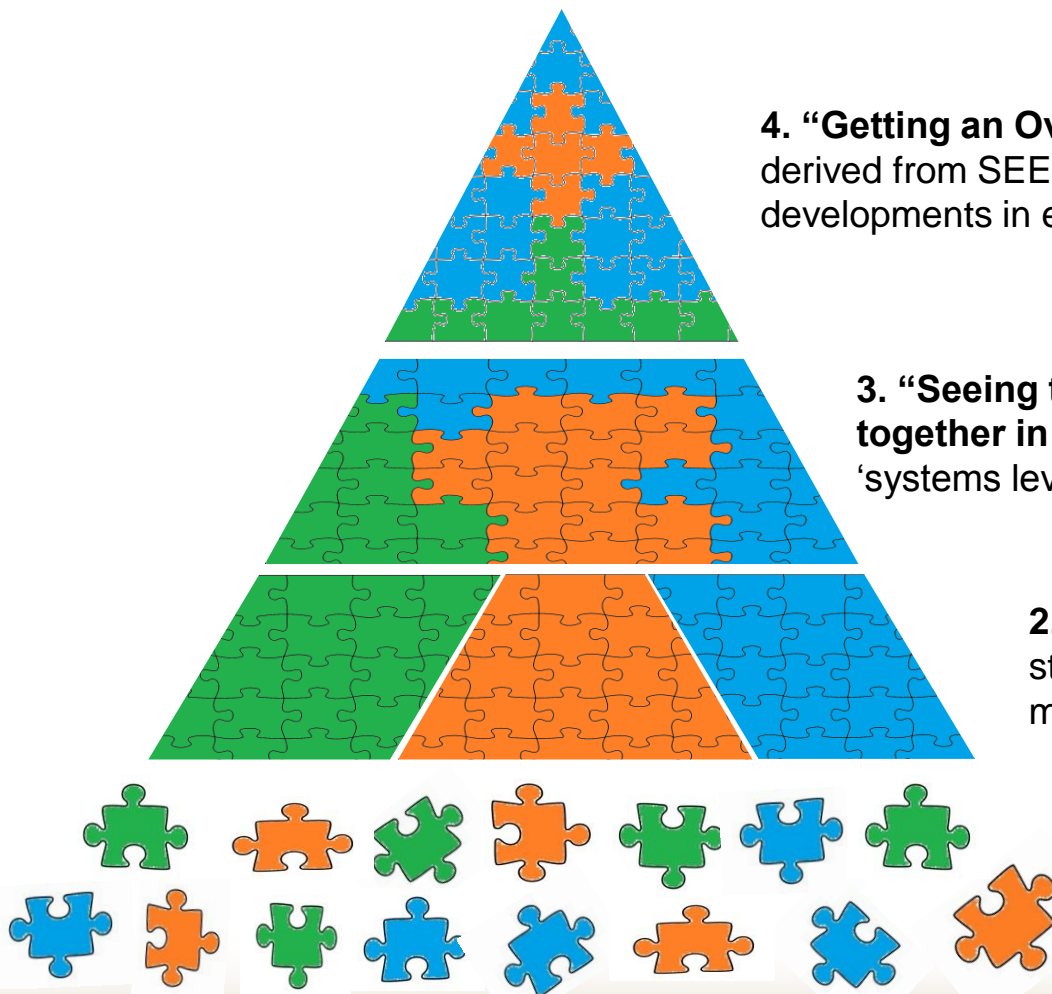 4. “Getting an Ov
derived from SEE
developments in e
3. “Seeing t
together in
‘systems lev
2.
st
m